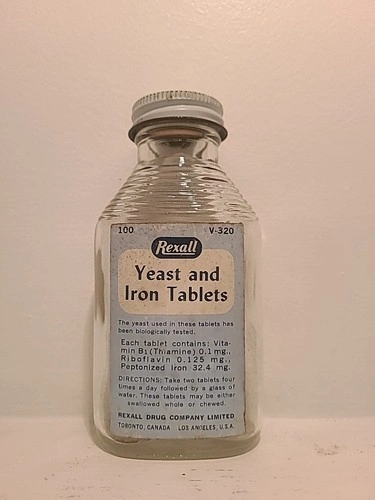 100 V-320
Rexall
Yeast and
Iron Tablets
The yeast used in these tablets has
been biologically tested.
Each tablet contains: Vita-
min B1 (Thiamine) 0.1 mg.,
Riboflavin 0.125 mg.,
Peptonized Iron 32.4 mg.
DIRECTIONS: Take two tablets four
times a day followed by a glass of
water. These tablets may be either
swallowed whole or chewed.
REXALL DRUG COMPANY LIMITED
TORONTO, CANADA LOS ANGELES, U.S.A.